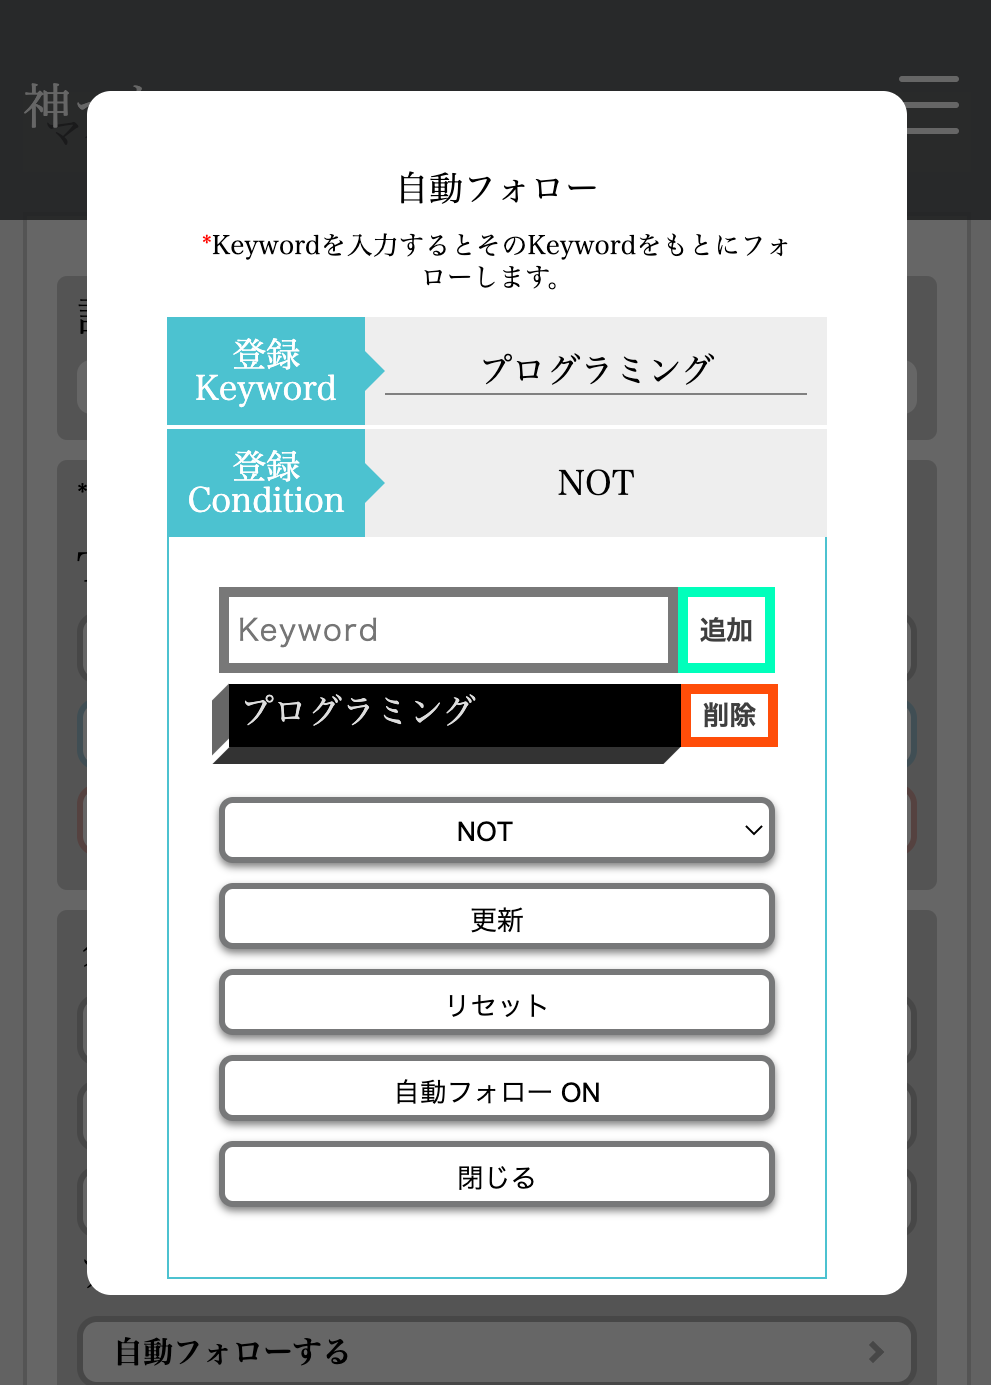 神
マ
自動フォロー
*Keywordを入力するとそのKeywordをもとにフォ
ローします。
登録
Keyword
プログラミング
登録
Condition
NOT
*
Keyword
追加
プログラミング
削除
NOT
更新
リセット
自動フォロー ON
閉じる
自動フォローする